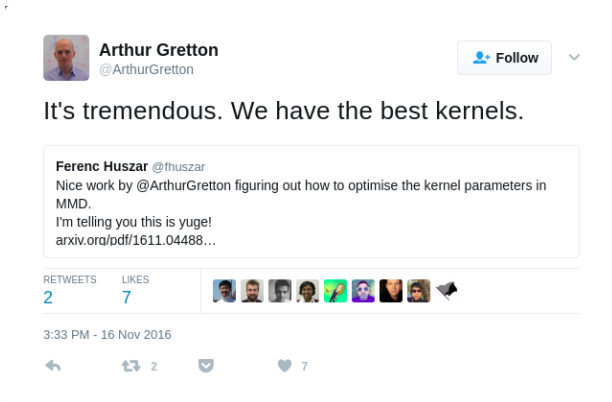 Arthur Gretton
@ArthurGretton
Follow
It's tremendous. We have the best kernels.
Ferenc Huszar @fhuszar
Nice work by @ArthurGretton figuring out how to optimise the kernel parameters in
MMD.
I'm telling you this is yuge!
arxiv.org/pdf/1611.04488…
RETWEETS LIKES
2 7
3:33 PM - 16 Nov 2016
2 7